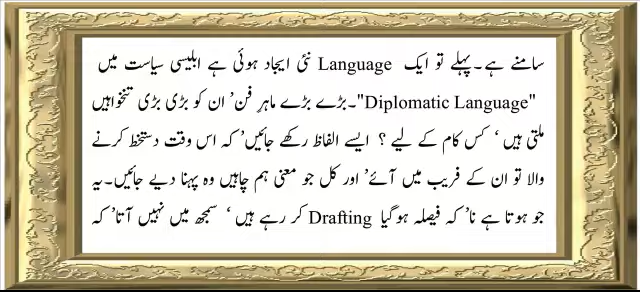 سامنے ہے۔ پہلے تو ایک Language نئی ایجاد ہوئی ہے ابلیسی سیاست میں
"Diplomatic Language"۔ بڑے بڑے ماہرِ فن' ان کو بڑی بڑی تنخواہیں
ملتی ہیں ' کس کام کے لیے ؟ ایسے الفاظ رکھے جائیں' کہ اس وقت دستخط کرنے
والا تو ان کے فریب میں آئے' اور کل جو معنی ہم چاہیں وہ پہنا دیے جائیں۔ یہ
جو ہوتا ہے نا' کہ فیصلہ ہوگیا Drafting کر رہے ہیں ' سمجھ میں نہیں آتا' کہ